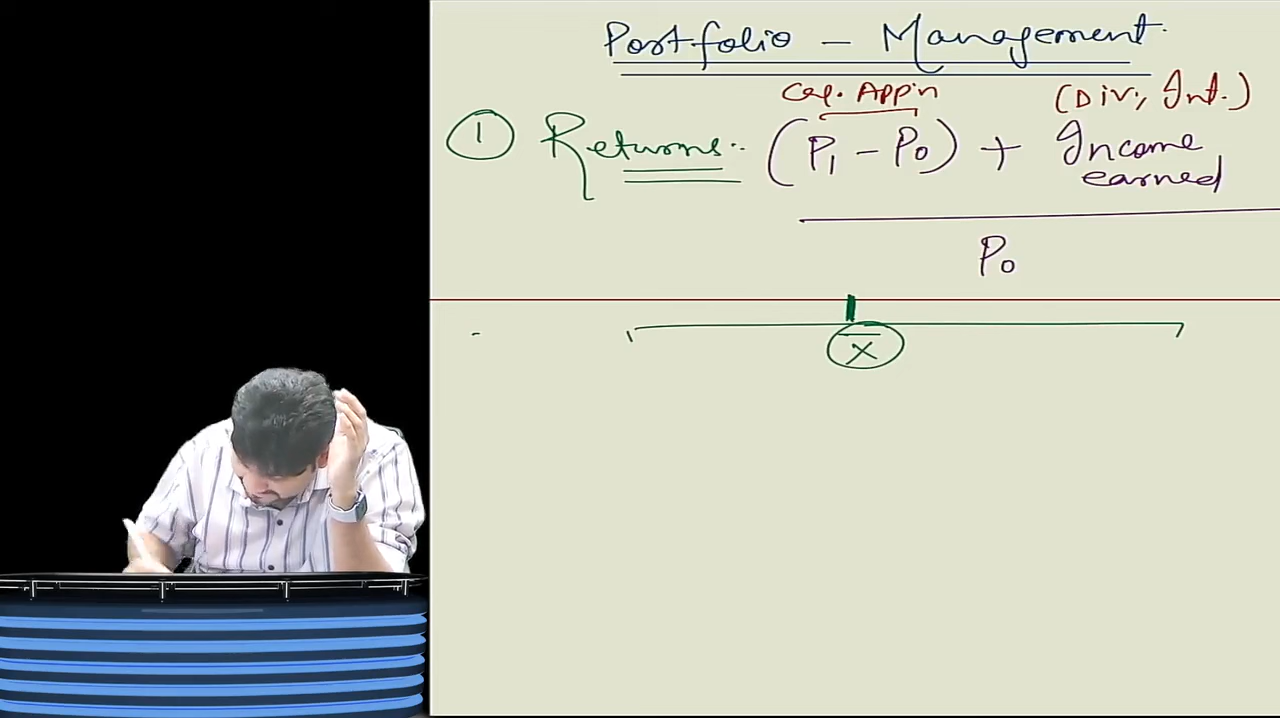 Portfolio - Management.
Cap. App'n (Div., Int.)
① Returns:. (P₁ - P₀) + Income earned
P₀
x̄